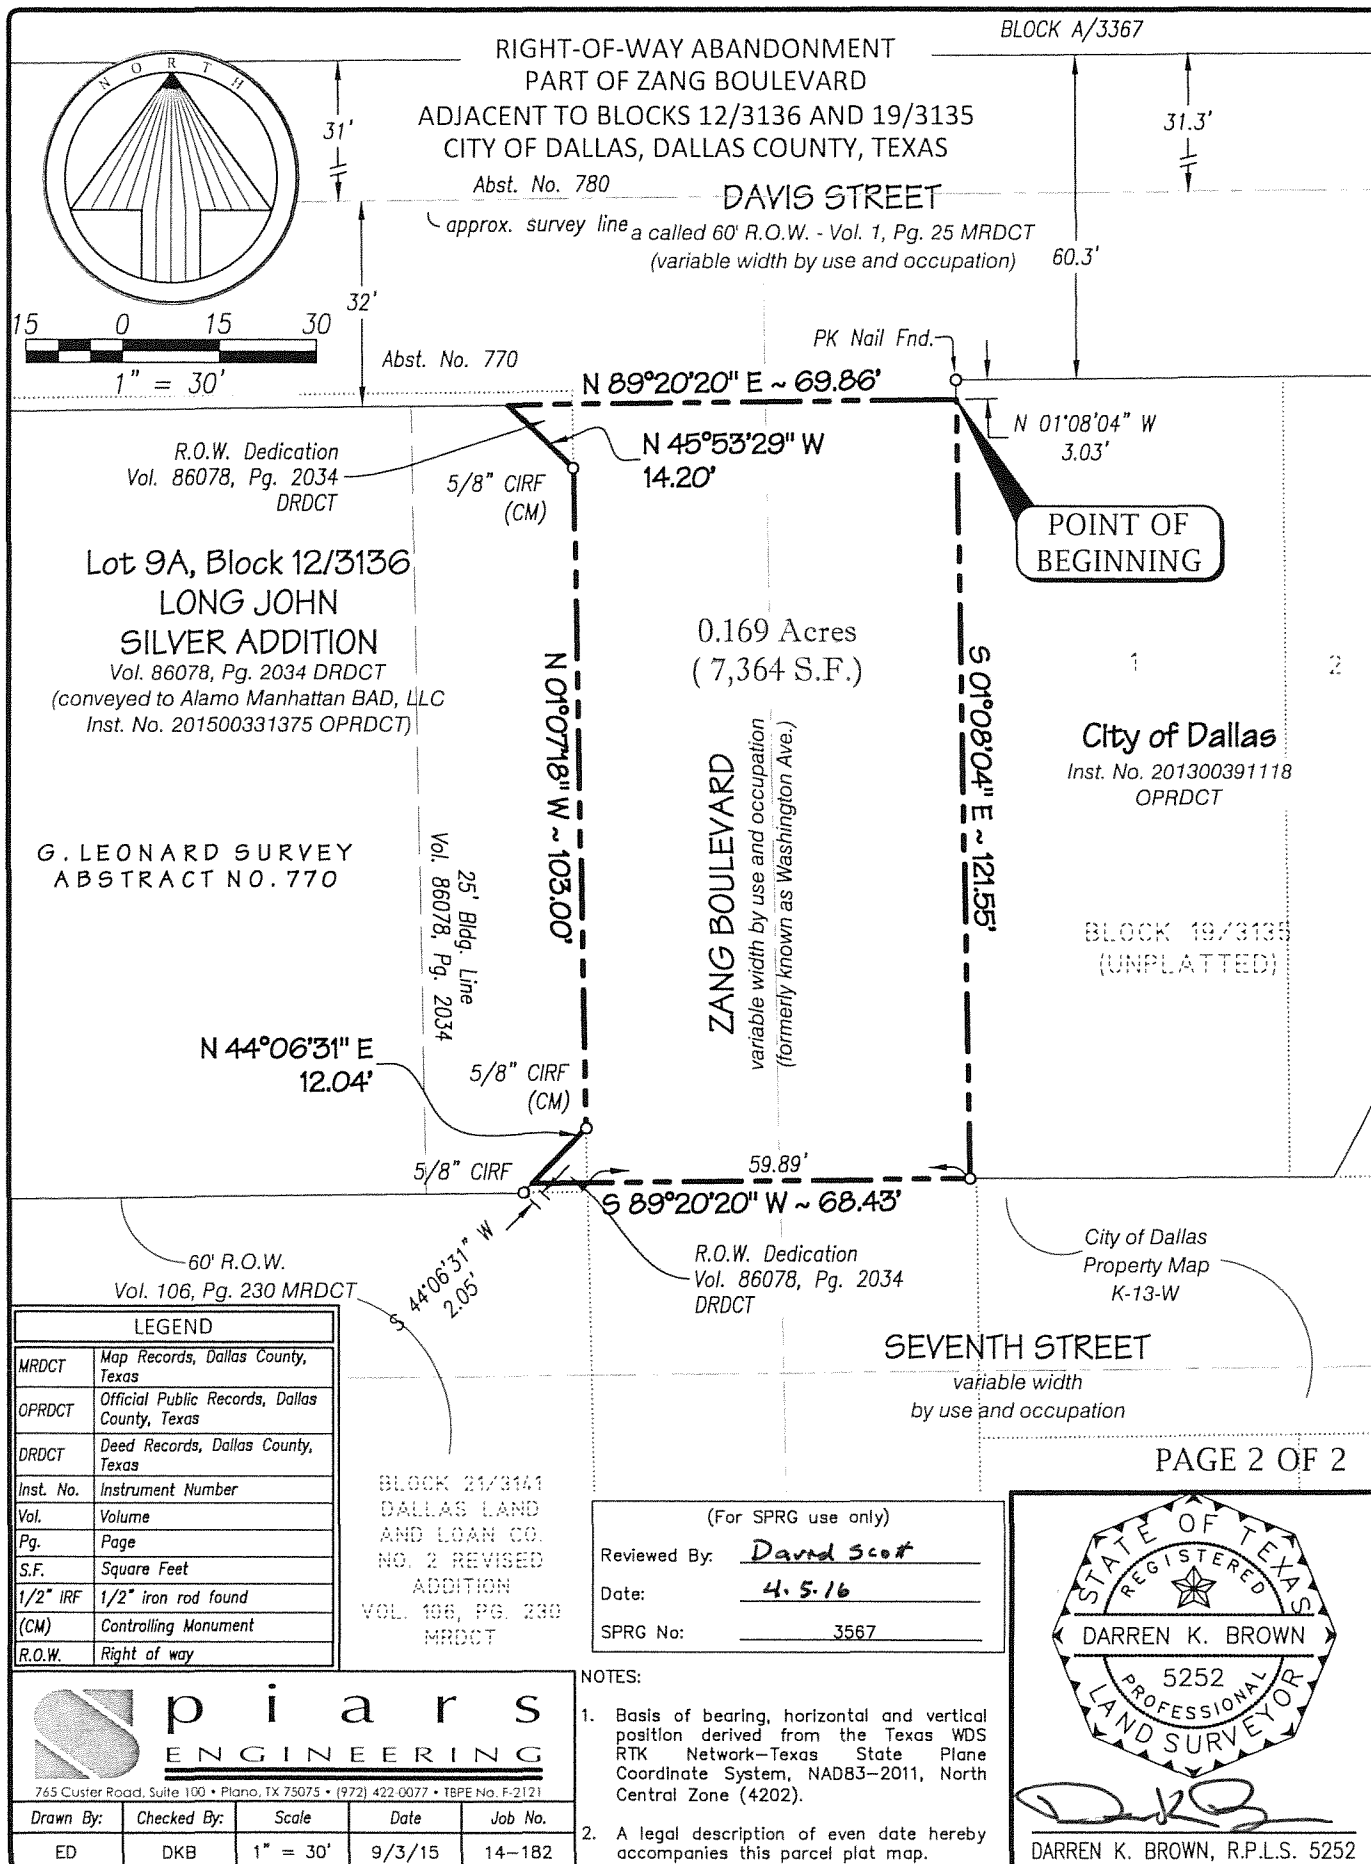 BLOCK A/3367
RIGHT-OF-WAY ABANDONMENT
PART OF ZANG BOULEVARD
ADJACENT TO BLOCKS 12/3136 AND 19/3135
CITY OF DALLAS, DALLAS COUNTY, TEXAS
NORTH
31'
31.3'
Abst. No. 780
DAVIS STREET
approx. survey line
a called 60' R.O.W. - Vol. 1, Pg. 25 MRDCT
(variable width by use and occupation)
60.3'
32'
15 0 15 30
1" = 30'
Abst. No. 770
PK Nail Fnd.
N 89°20'20" E ~ 69.86'
N 01°08'04" W
3.03'
R.O.W. Dedication
Vol. 86078, Pg. 2034
DRDCT
N 45°53'29" W
14.20'
5/8" CIRF
(CM)
POINT OF
BEGINNING
Lot 9A, Block 12/3136
LONG JOHN
SILVER ADDITION
Vol. 86078, Pg. 2034 DRDCT
(conveyed to Alamo Manhattan BAD, LLC
Inst. No. 201500331375 OPRDCT)
0.169 Acres
( 7,364 S.F.)
N 01°07'18" W ~ 103.00'
S 01°08'04" E ~ 121.55'
1
2
City of Dallas
Inst. No. 201300391118
OPRDCT
ZANG BOULEVARD
variable width by use and occupation
(formerly known as Washington Ave.)
G. LEONARD SURVEY
ABSTRACT NO. 770
25' Bldg. Line
Vol. 86078, Pg. 2034
BLOCK 19/3135
(UNPLATTED)
N 44°06'31" E
12.04'
5/8" CIRF
(CM)
5/8" CIRF
59.89'
S 89°20'20" W ~ 68.43'
S 44°06'31" W
2.05'
60' R.O.W.
Vol. 106, Pg. 230 MRDCT
R.O.W. Dedication
Vol. 86078, Pg. 2034
DRDCT
City of Dallas
Property Map
K-13-W
SEVENTH STREET
variable width
by use and occupation
LEGEND
MRDCT Map Records, Dallas County, Texas
OPRDCT Official Public Records, Dallas County, Texas
DRDCT Deed Records, Dallas County, Texas
Inst. No. Instrument Number
Vol. Volume
Pg. Page
S.F. Square Feet
1/2" IRF 1/2" iron rod found
(CM) Controlling Monument
R.O.W. Right of way
BLOCK 21/3141
DALLAS LAND
AND LOAN CO.
NO. 2 REVISED
ADDITION
VOL. 106, PG. 230
MRDCT
PAGE 2 OF 2
(For SPRG use only)
Reviewed By: David Scott
Date: 4.5.16
SPRG No: 3567
STATE OF TEXAS
REGISTERED
DARREN K. BROWN
5252
PROFESSIONAL
LAND SURVEYOR
DARREN K. BROWN, R.P.L.S. 5252
NOTES:
1. Basis of bearing, horizontal and vertical
position derived from the Texas WDS
RTK Network-Texas State Plane
Coordinate System, NAD83-2011, North
Central Zone (4202).
2. A legal description of even date hereby
accompanies this parcel plat map.
piars
ENGINEERING
765 Custer Road, Suite 100 • Plano, TX 75075 • (972) 422-0077 • TBPE No. F-2121
Drawn By: Checked By: Scale Date Job No.
ED DKB 1" = 30' 9/3/15 14-182